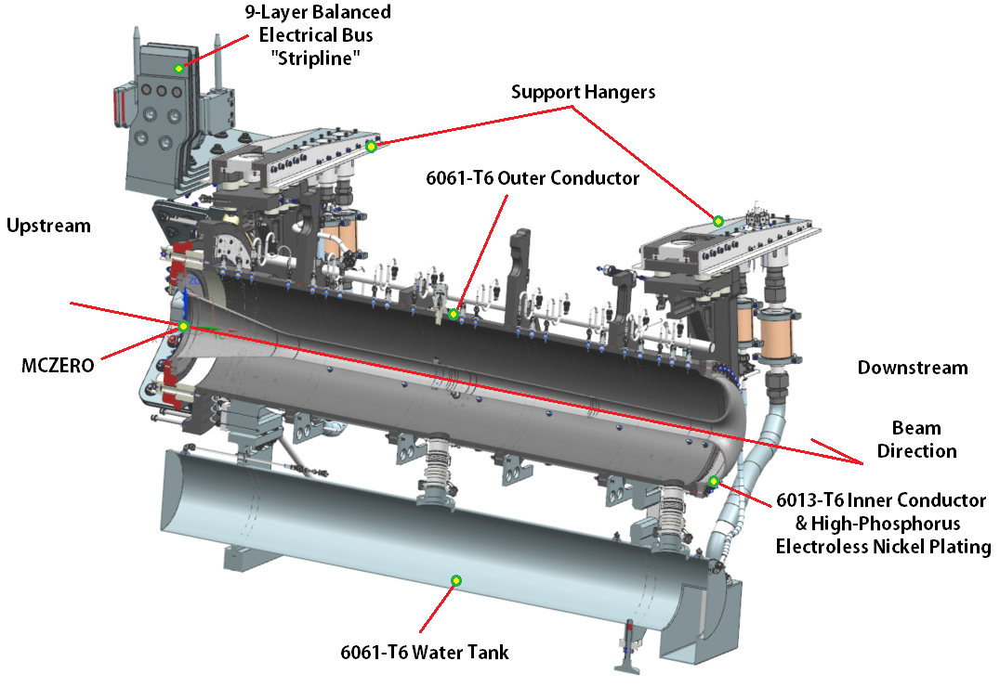 9-Layer Balanced
Electrical Bus
"Stripline"
Support Hangers
6061-T6 Outer Conductor
Upstream
MCZERO
Downstream
Beam
Direction
6013-T6 Inner Conductor
& High-Phosphorus
Electroless Nickel Plating
6061-T6 Water Tank